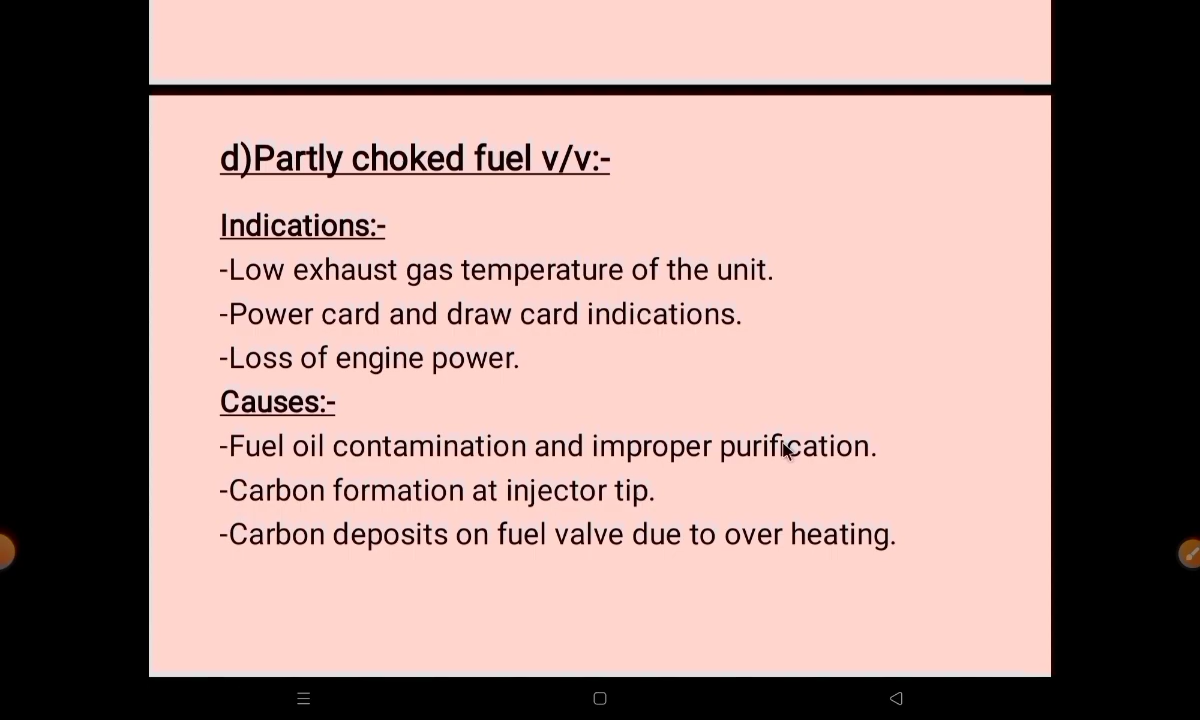 d)Partly choked fuel v/v:-
Indications:-
-Low exhaust gas temperature of the unit.
-Power card and draw card indications.
-Loss of engine power.
Causes:-
-Fuel oil contamination and improper purification.
-Carbon formation at injector tip.
-Carbon deposits on fuel valve due to over heating.